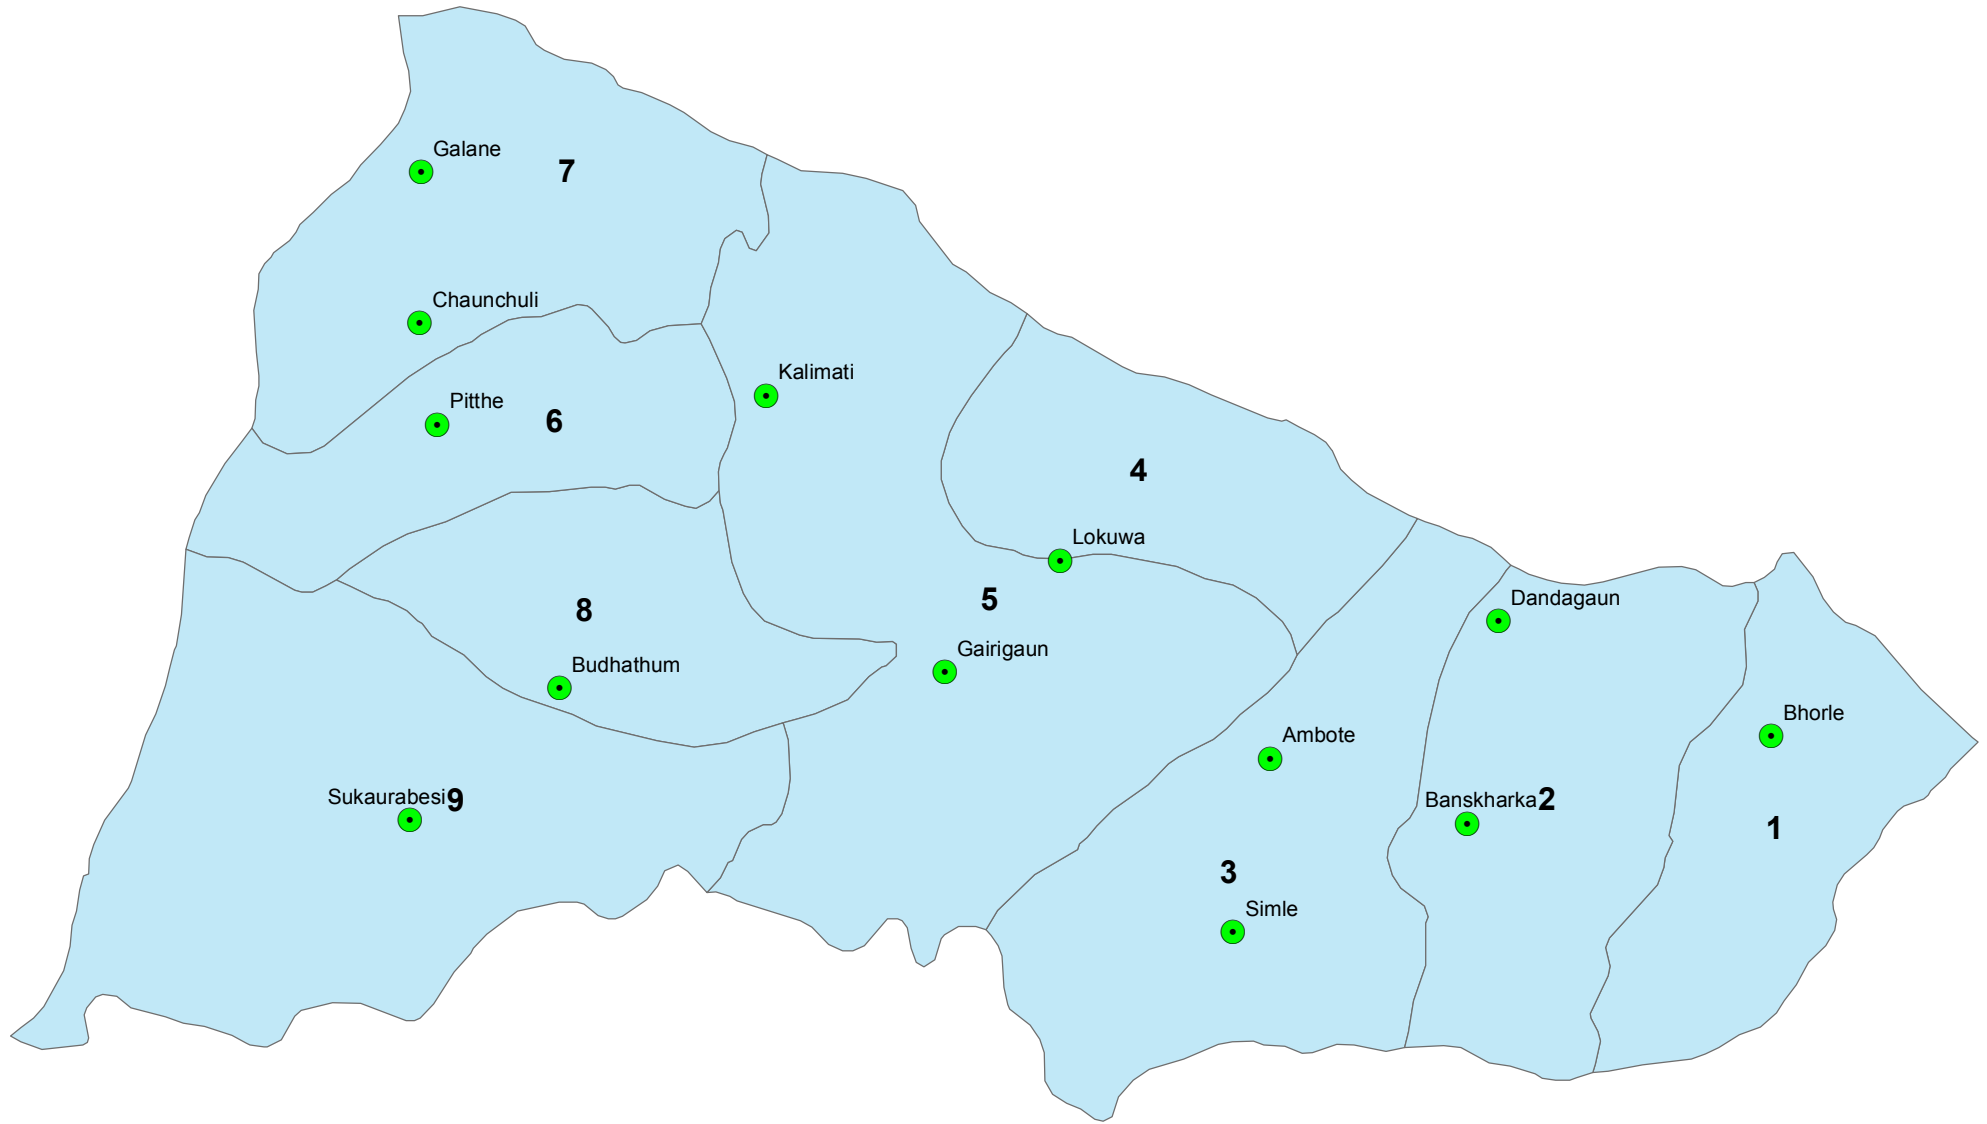 Galane
7
Chaunchuli
Kalimati
Pitthe
6
4
Lokuwa
5
8
Dandagaun
Gairigaun
Budhathum
Bhorle
Ambote
Sukaurabesi 9
Banskharka 2
1
3
Simle